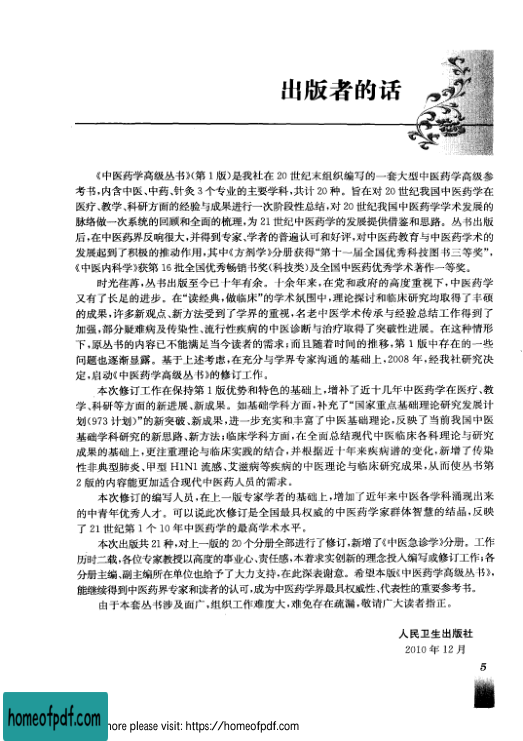 出版者的话
《中医药学高级丛书》(第1版)是我社在20世纪末组织编写的一套大型中医药学高级参
考书,内含中医、中药、针灸3个专业的主要学科,共计20种。旨在对20世纪我国中医药学在
医疗、教学、科研方面的经验与成果进行一次阶段性总结,对20世纪我国中医药学学术发展的
脉络做一次系统的回顾和全面的梳理,为21世纪中医药学的发展提供借鉴和思路。丛书出版
后,在中医药界反响很大,并得到专家、学者的普遍认可和好评,对中医药教育与中医药学术的
发展起到了积极的推动作用,其中《方剂学》分册获得“第十一届全国优秀科技图书三等奖”,
《中医内科学》获第16批全国优秀畅销书奖(科技类)及全国中医药优秀学术著作一等奖。
时光在苒,丛书出版至今已十年有余。十余年来,在党和政府的高度重视下,中医药学
又有了长足的进步。在“读经典,做临床”的学术氛围中,理论探讨和临床研究均取得了丰硕
的成果,许多新观点、新方法受到了学界的重视,名老中医学术传承与经验总结工作得到了
加强,部分疑难病及传染性、流行性疾病的中医诊断与治疗取得了突破性进展。在这种情形
下,原丛书的内容已不能满足当今读者的需求;而且随着时间的推移,第1版中存在的一些
问题也逐渐显露。基于上述考虑,在充分与学界专家沟通的基础上,2008年,经我社研究决
定,启动《中医药学高级丛书》的修订工作。
本次修订工作在保持第1版优势和特色的基础上,增补了近十几年中医药学在医疗、教
学、科研等方面的新进展、新成果。如基础学科方面,补充了“国家重点基础理论研究发展计
划(973计划)”的新突破、新成果,进一步充实和丰富了中医基础理论,反映了当前我国中医
基础学科研究的新思路、新方法;临床学科方面,在全面总结现代中医临床各科理论与研究
成果的基础上,更注重理论与临床实践的结合,并根据近十年来疾病谱的变化,新增了传染
性非典型肺炎、甲型H1N1流感、艾滋病等疾病的中医理论与临床研究成果,从而使丛书第
2版的内容能更加适合现代中医药人员的需求。
本次修订的编写人员,在上一版专家学者的基础上,增加了近年来中医各学科涌现出来
的中青年优秀人才。可以说此次修订是全国最具权威的中医药学家群体智慧的结晶,反映
了21世纪第1个10年中医药学的最高学术水平。
本次出版共21种,对上一版的20个分册全部进行了修订,新增了《中医急诊学》分册。工作
历时二载,各位专家教授以高度的事业心、责任感,本着求实创新的理念投入编写或修订工作;各
分册主编、副主编所在单位也给予了大力支持,在此深表谢意。希望本版《中医药学高级丛书》,
能继续得到中医药界专家和读者的认可,成为中医药学界最具权威性、代表性的重要参考书。
由于本套丛书涉及面广,组织工作难度大,难免存在疏漏,敬请广大读者指正。
人民卫生出版社
2010年12月
5
homeofpdf.com
ore please visit: https://homeofpdf.com